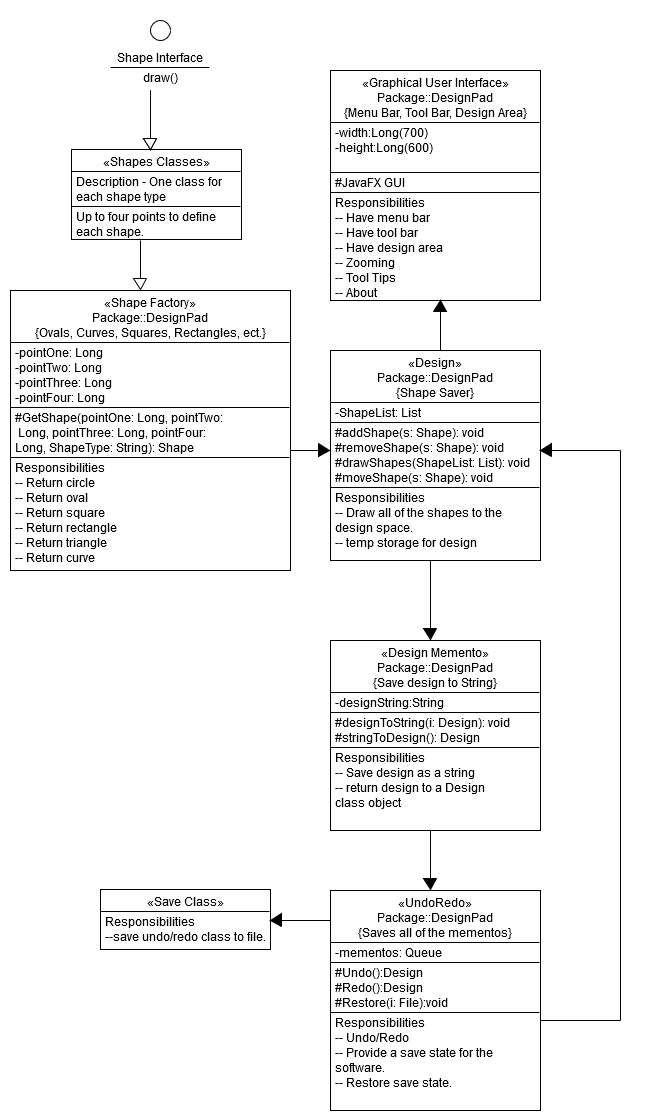 Shape Interface
draw()
«Shapes Classes»
Description - One class for
each shape type
Up to four points to define
each shape.
«Shape Factory»
Package::DesignPad
{Ovals, Curves, Squares, Rectangles, ect.}
-pointOne: Long
-pointTwo: Long
-pointThree: Long
-pointFour: Long
#GetShape(pointOne: Long, pointTwo:
Long, pointThree: Long, pointFour:
Long, ShapeType: String): Shape
Responsibilities
-- Return circle
-- Return oval
-- Return square
-- Return rectangle
-- Return triangle
-- Return curve
«Graphical User Interface»
Package::DesignPad
{Menu Bar, Tool Bar, Design Area}
-width:Long(700)
-height:Long(600)
#JavaFX GUI
Responsibilities
-- Have menu bar
-- Have tool bar
-- Have design area
-- Zooming
-- Tool Tips
-- About
«Design»
Package::DesignPad
{Shape Saver}
-ShapeList: List
#addShape(s: Shape): void
#removeShape(s: Shape): void
#drawShapes(ShapeList: List): void
#moveShape(s: Shape): void
Responsibilities
-- Draw all of the shapes to the
design space.
-- temp storage for design
«Design Memento»
Package::DesignPad
{Save design to String}
-designString:String
#designToString(i: Design): void
#stringToDesign(): Design
Responsibilities
-- Save design as a string
-- return design to a Design
class object
«Save Class»
Responsibilities
--save undo/redo class to file.
«UndoRedo»
Package::DesignPad
{Saves all of the mementos}
-mementos: Queue
#Undo():Design
#Redo():Design
#Restore(i: File):void
Responsibilities
-- Undo/Redo
-- Provide a save state for the
software.
-- Restore save state.